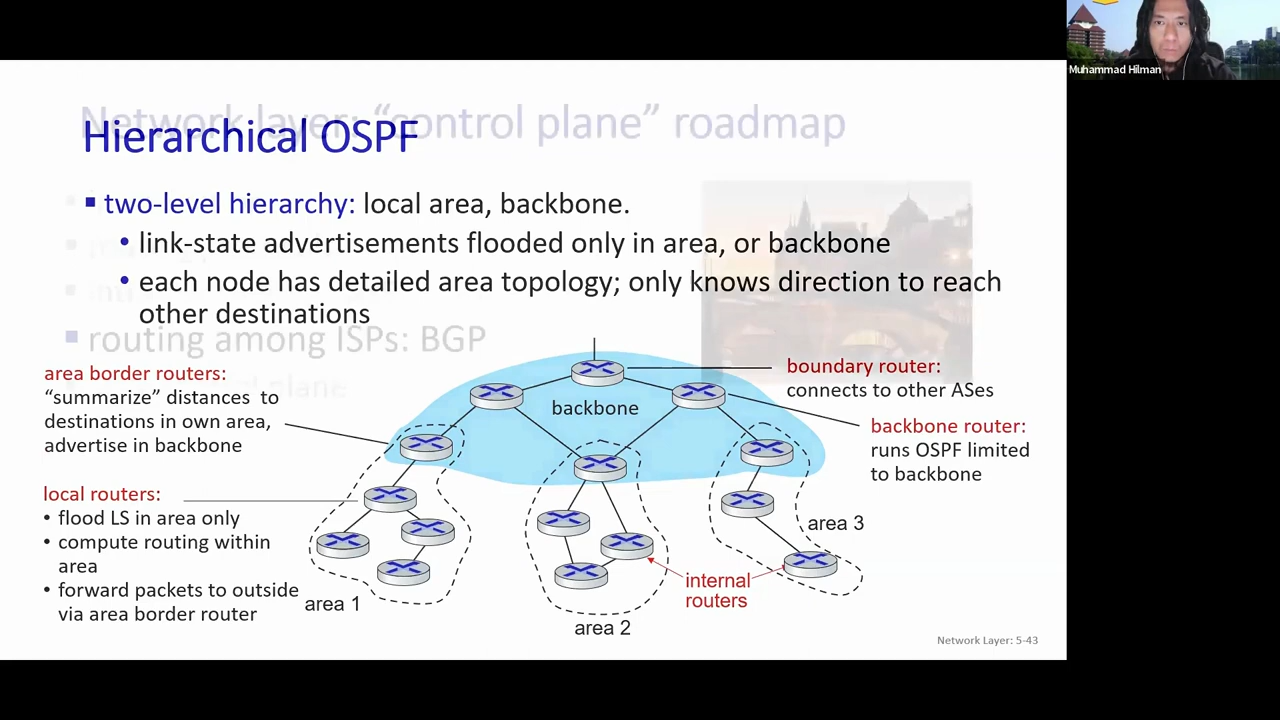 Muhammad Hilman
Network layer: “control plane” roadmap
Hierarchical OSPF
two-level hierarchy: local area, backbone.
• link-state advertisements flooded only in area, or backbone
• each node has detailed area topology; only knows direction to reach
other destinations
routing among ISPs: BGP
plane
area border routers:
“summarize” distances to
destinations in own area,
advertise in backbone
boundary router:
connects to other ASes
backbone
backbone router:
runs OSPF limited
to backbone
local routers:
• flood LS in area only
• compute routing within
area
• forward packets to outside
via area border router
area 1
area 2
area 3
internal
routers
Network Layer: 5-43